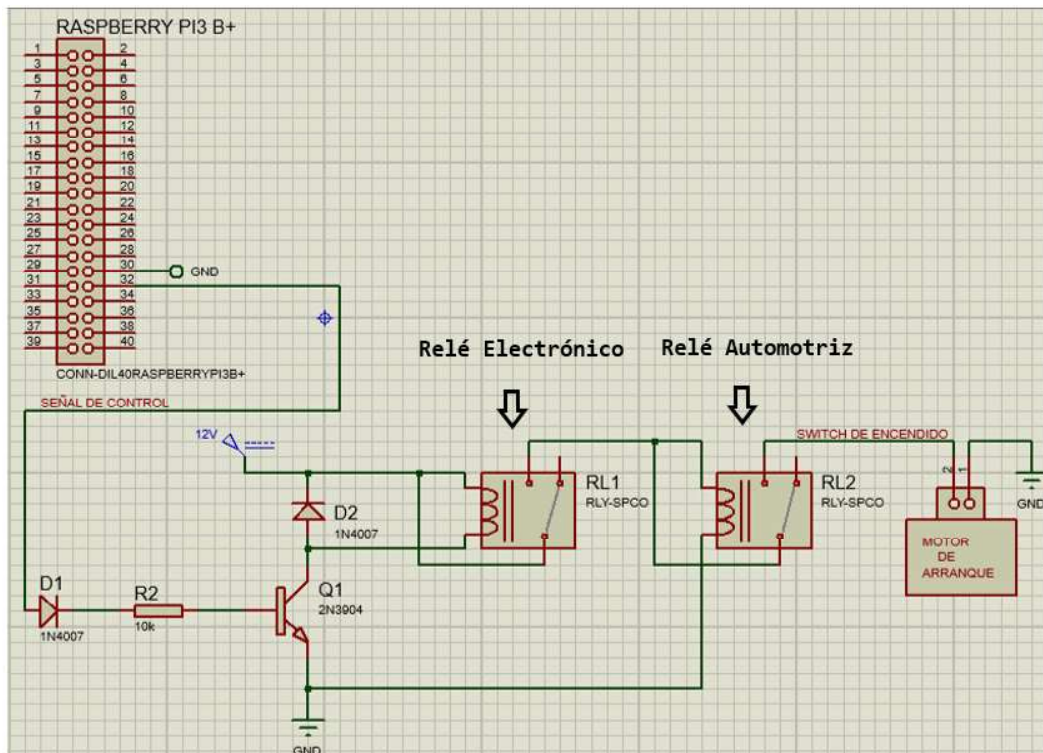 RASPBERRY PI3 B+
1 2
3 4
5 6
7 8
9 10
11 12
13 14
15 16
17 18
19 20
21 22
23 24
25 26
27 28
29 30
GND
31 32
33 34
35 36
37 38
39 40
CONN-DIL40RASPBERRYPI3B+
Relé Electrónico
Relé Automotriz
SEÑAL DE CONTROL
12V
SWITCH DE ENCENDIDO
D2
1N4007
RL1
RLY-SPCO
RL2
RLY-SPCO
2
1
GND
MOTOR
DE
ARRANQUE
D1
1N4007
R2
10k
Q1
2N3904
GND